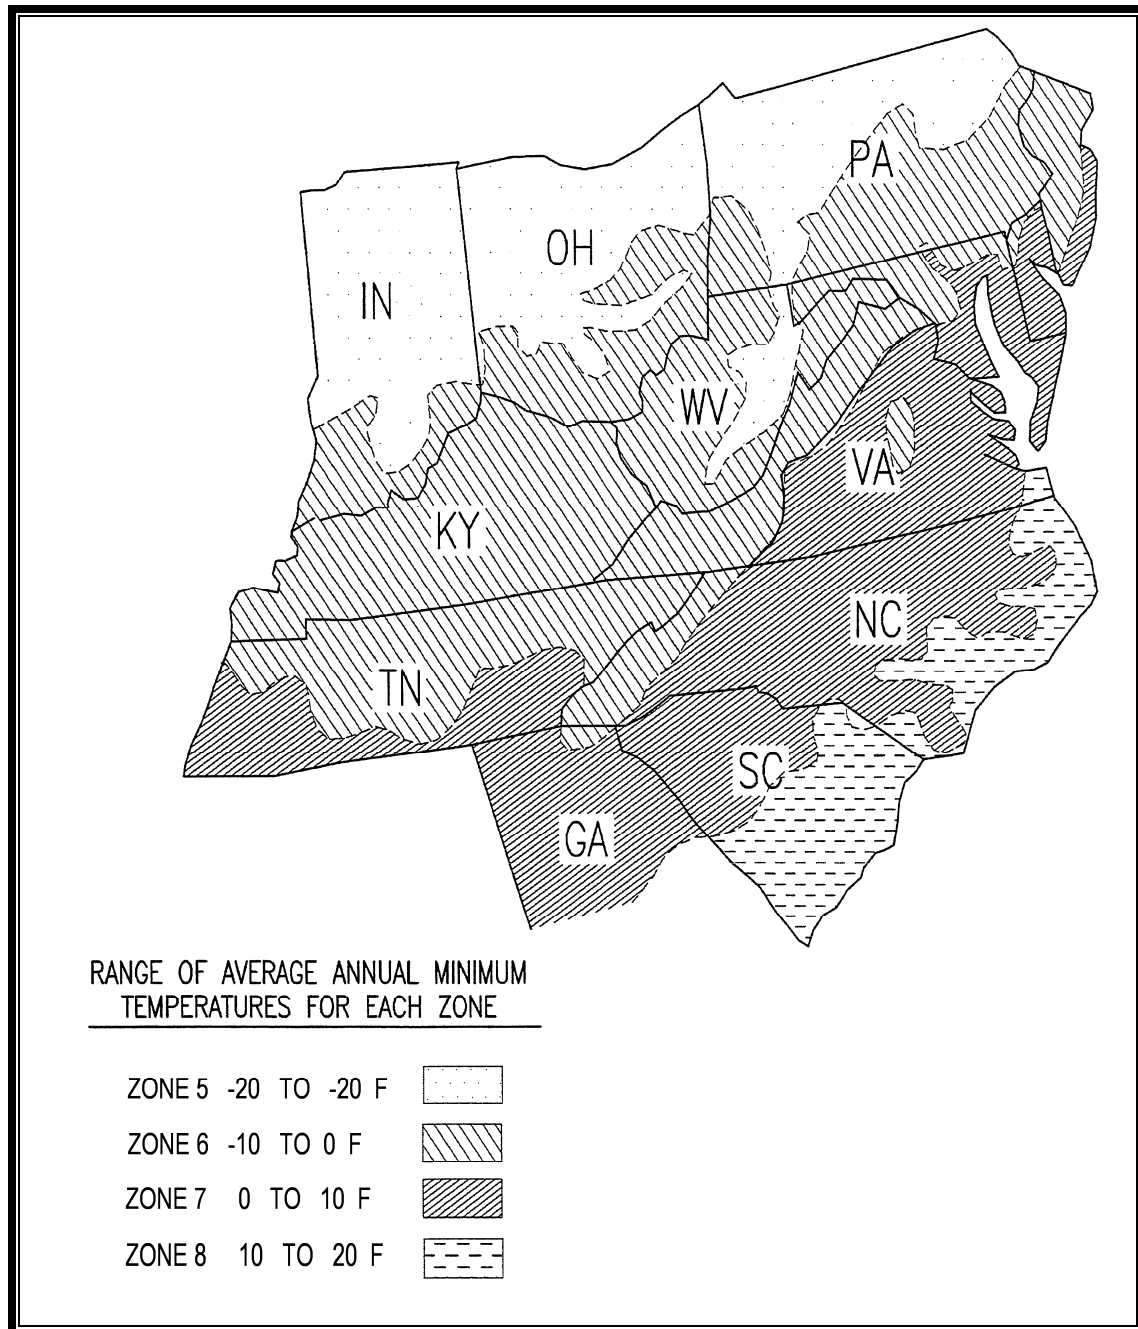 PA
OH
IN
WV
VA
KY
NC
TN
SC
GA
RANGE OF AVERAGE ANNUAL MINIMUM
TEMPERATURES FOR EACH ZONE
ZONE 5 -20 TO -20 F
ZONE 6 -10 TO 0 F
ZONE 7 0 TO 10 F
ZONE 8 10 TO 20 F